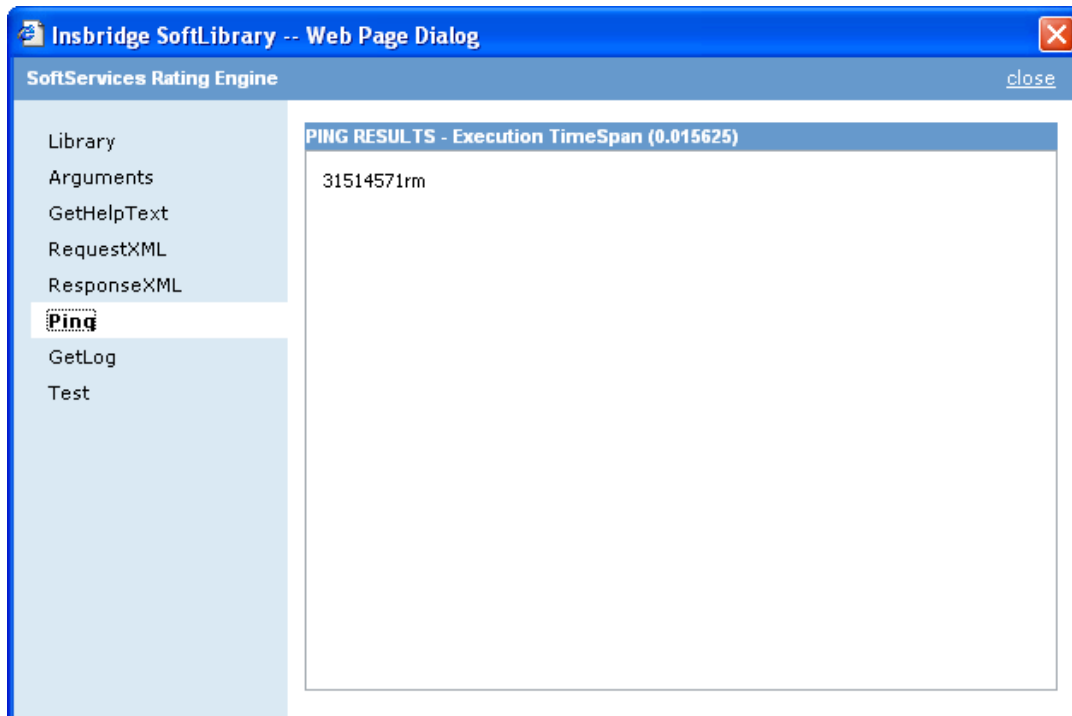 Insbridge SoftLibrary -- Web Page Dialog
SoftServices Rating Engine close
Library
Arguments
GetHelpText
RequestXML
ResponseXML
Ping
GetLog
Test
PING RESULTS - Execution TimeSpan (0.015625)
31514571rm